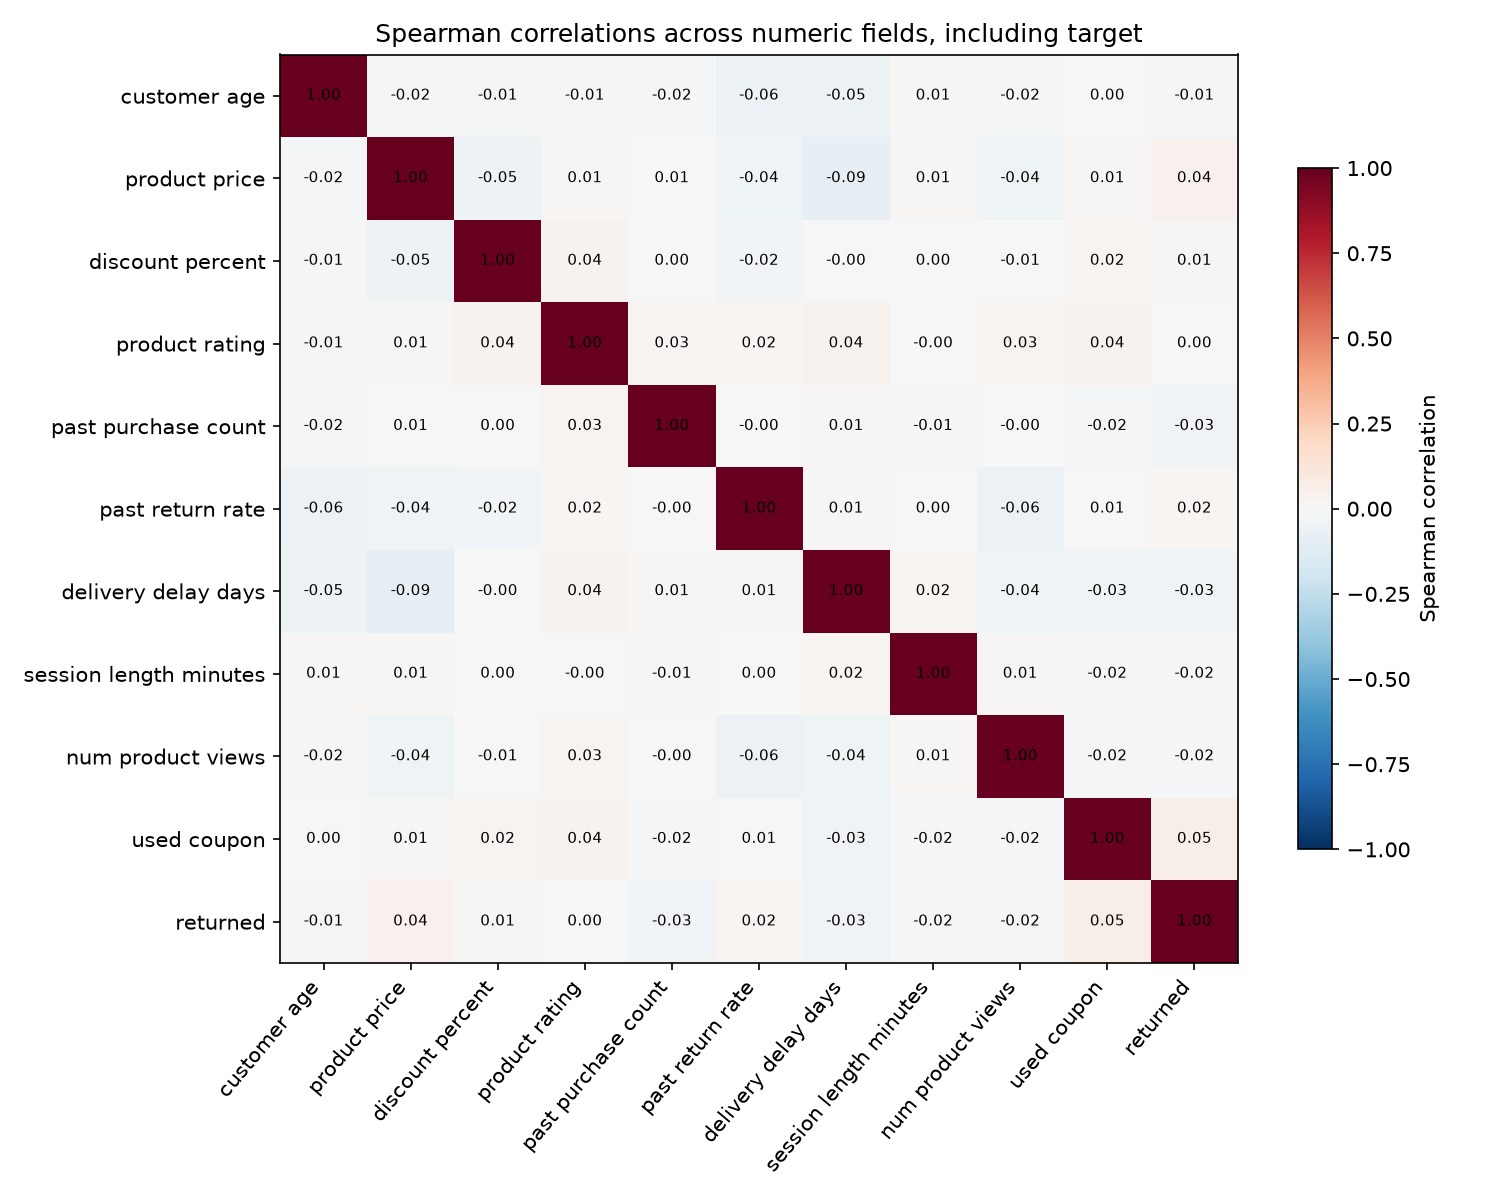 Spearman correlations across numeric fields, including target
customer age 1.00 -0.02 -0.01 -0.01 -0.02 -0.06 -0.05 0.01 -0.02 0.00 -0.01
product price -0.02 1.00 -0.05 0.01 0.01 -0.04 -0.09 0.01 -0.04 0.01 0.04
discount percent -0.01 -0.05 1.00 0.04 0.00 -0.02 -0.00 0.00 -0.01 0.02 0.01
product rating -0.01 0.01 0.04 1.00 0.03 0.02 0.04 -0.00 0.03 0.04 0.00
past purchase count -0.02 0.01 0.00 0.03 1.00 -0.00 0.01 -0.01 -0.00 -0.02 -0.03
past return rate -0.06 -0.04 -0.02 0.02 -0.00 1.00 0.01 0.00 -0.06 0.01 0.02
delivery delay days -0.05 -0.09 -0.00 0.04 0.01 0.01 1.00 0.02 -0.04 -0.03 -0.03
session length minutes 0.01 0.01 0.00 -0.00 -0.01 0.00 0.02 1.00 0.01 -0.02 -0.02
num product views -0.02 -0.04 -0.01 0.03 -0.00 -0.06 -0.04 0.01 1.00 -0.02 -0.02
used coupon 0.00 0.01 0.02 0.04 -0.02 0.01 -0.03 -0.02 -0.02 1.00 0.05
returned -0.01 0.04 0.01 0.00 -0.03 0.02 -0.03 -0.02 -0.02 0.05 1.00
customer age
product price
discount percent
product rating
past purchase count
past return rate
delivery delay days
session length minutes
num product views
used coupon
returned
1.00
0.75
0.50
0.25
0.00
−0.25
−0.50
−0.75
−1.00
Spearman correlation